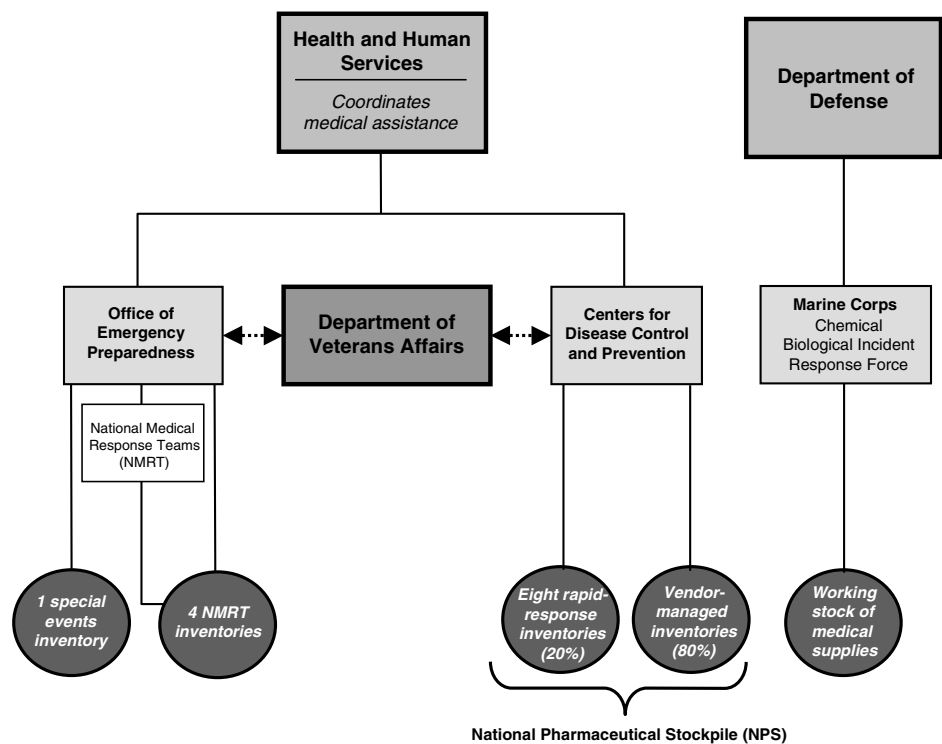 Health and Human
Services
Coordinates
medical assistance
Department of
Defense
Office of
Emergency
Preparedness
Department of
Veterans Affairs
Centers for
Disease Control
and Prevention
Marine Corps
Chemical
Biological Incident
Response Force
National Medical
Response Teams
(NMRT)
1 special
events
inventory
4 NMRT
inventories
Eight rapid-
response
inventories
(20%)
Vendor-
managed
inventories
(80%)
Working
stock of
medical
supplies
National Pharmaceutical Stockpile (NPS)